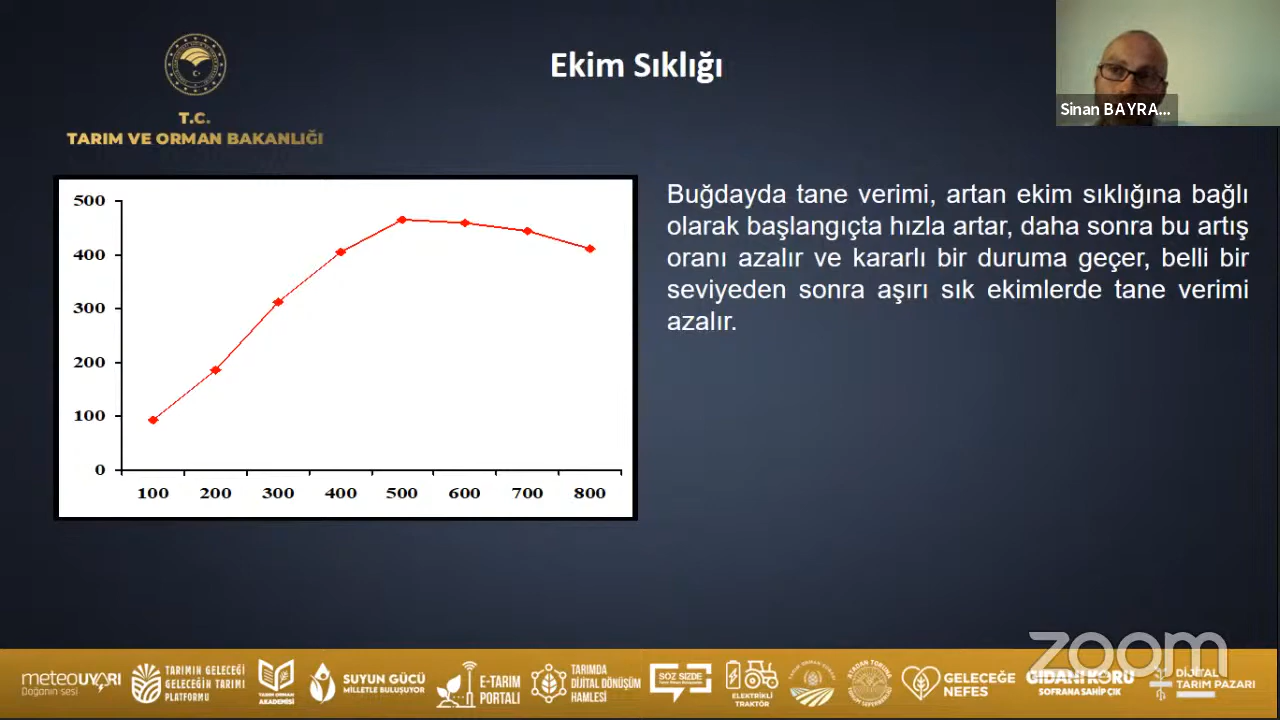 Ekim Sıklığı
T.C.
TARIM VE ORMAN BAKANLIĞI
Sinan BAYRA...
500
400
300
200
100
0
100 200 300 400 500 600 700 800
Buğdayda tane verimi, artan ekim sıklığına bağlı
olarak başlangıçta hızla artar, daha sonra bu artış
oranı azalır ve kararlı bir duruma geçer, belli bir
seviyeden sonra aşırı sık ekimlerde tane verimi
azalır.
zoom
meteoUYARI
Doğanın sesi
TARIMIN GELECEĞİ
GELECEĞİN TARIMI
PLATFORMU
TARIM ORMAN
AKADEMİSİ
SUYUN GÜCÜ
MİLLETLE BULUŞUYOR
E-TARIM
PORTALI
TARIMDA
DİJİTAL DÖNÜŞÜM
HAMLESİ
SÖZ SİZDE
ELEKTRİKLİ
TRAKTÖR
GELECEĞE
NEFES
GIDANI KORU
SOFRANA SAHİP ÇIK
DİJİTAL
TARIM PAZARI